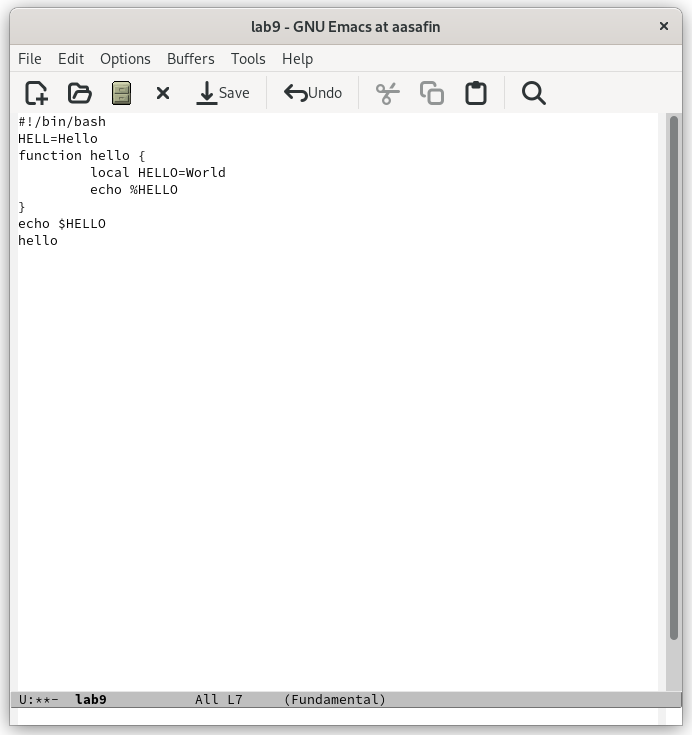 lab9 - GNU Emacs at aasafin
File Edit Options Buffers Tools Help
Save Undo
#!/bin/bash
HELL=Hello
function hello {
local HELLO=World
echo %HELLO
}
echo $HELLO
hello
U:**- lab9 All L7 (Fundamental)